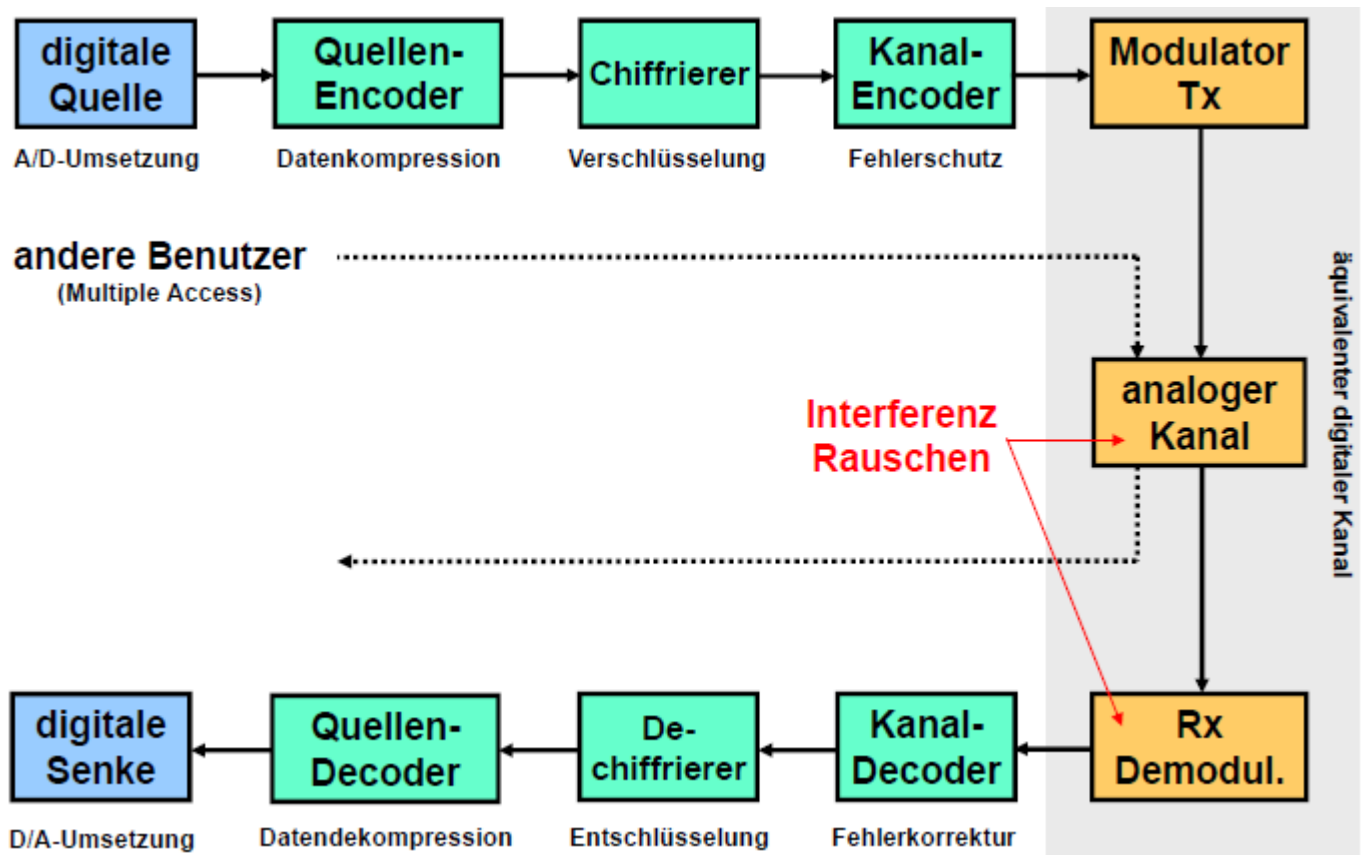 digitale
Quelle
Quellen-
Encoder
Chiffrierer
Kanal-
Encoder
Modulator
Tx
A/D-Umsetzung
Datenkompression
Verschlüsselung
Fehlerschutz
andere Benutzer
(Multiple Access)
äquivalenter digitaler Kanal
analoger
Kanal
Interferenz
Rauschen
digitale
Senke
Quellen-
Decoder
De-
chiffrierer
Kanal-
Decoder
Rx
Demodul.
D/A-Umsetzung
Datendekompression
Entschlüsselung
Fehlerkorrektur